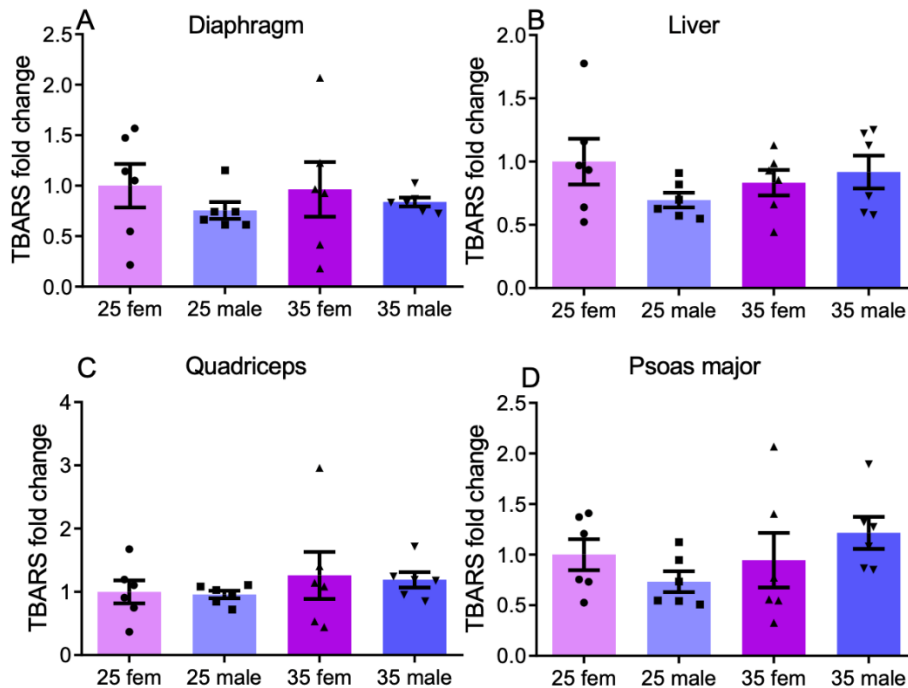 A
Diaphragm
TBARS fold change
2.5
2.0
1.5
1.0
0.5
0.0
25 fem 25 male 35 fem 35 male
B
Liver
TBARS fold change
2.0
1.5
1.0
0.5
0.0
25 fem 25 male 35 fem 35 male
C
Quadriceps
TBARS fold change
4
3
2
1
0
25 fem 25 male 35 fem 35 male
D
Psoas major
TBARS fold change
2.5
2.0
1.5
1.0
0.5
0.0
25 fem 25 male 35 fem 35 male